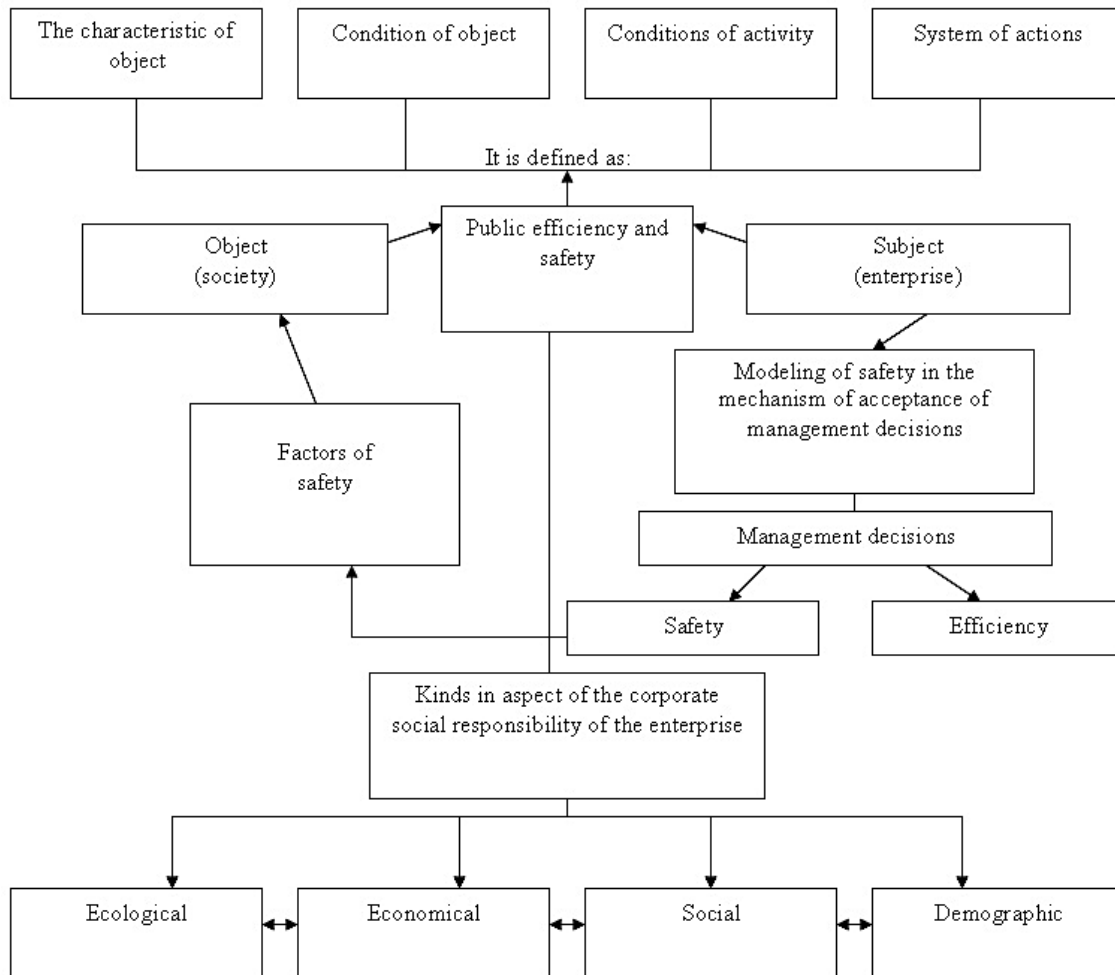 The characteristic of
object
Condition of object
Conditions of activity
System of actions
It is defined as:
Object
(society)
Public efficiency and
safety
Subject
(enterprise)
Modeling of safety in the
mechanism of acceptance of
management decisions
Factors of
safety
Management decisions
Safety
Efficiency
Kinds in aspect of the corporate
social responsibility of the enterprise
Ecological
Economical
Social
Demographic